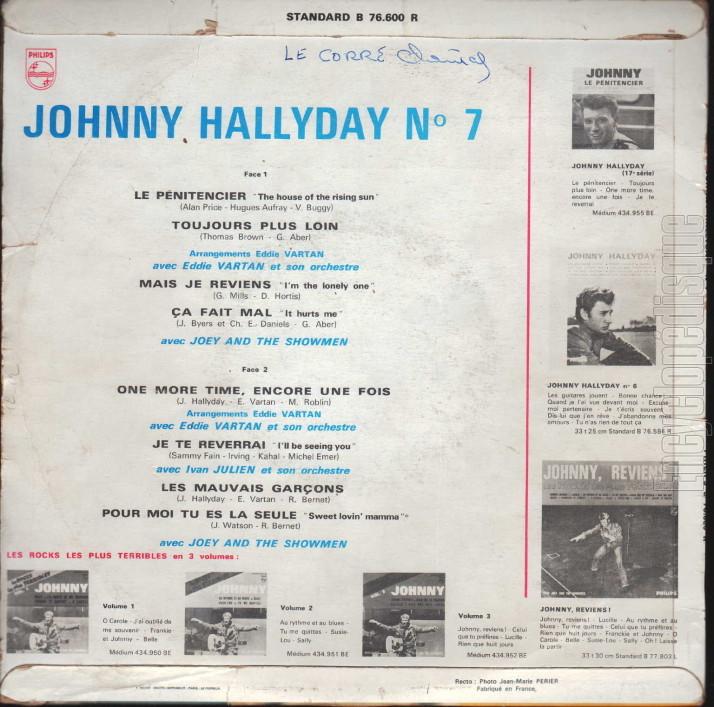 STANDARD B 76.600 R
PHILIPS
LE CORRÉ
JOHNNY HALLYDAY No 7
Face 1
LE PÉNITENCIER "The house of the rising sun"
(Alan Price - Hugues Aufray - V. Buggy)
TOUJOURS PLUS LOIN
(Thomas Brown - G. Aber)
Arrangements Eddie VARTAN
avec Eddie VARTAN et son orchestre
MAIS JE REVIENS "I'm the lonely one"
(G. Mills - D. Hortis)
ÇA FAIT MAL "It hurts me"
(J. Byers et Ch. E. Daniels - G. Aber)
avec JOEY AND THE SHOWMEN
Face 2
ONE MORE TIME, ENCORE UNE FOIS
(J. Hallyday - E. Vartan - M. Roblin)
Arrangements Eddie VARTAN
avec Eddie VARTAN et son orchestre
JE TE REVERRAI "I'll be seeing you"
(Sammy Fain - Irving - Kahal - Michel Emer)
avec Ivan JULIEN et son orchestre
LES MAUVAIS GARÇONS
(J. Hallyday - E. Vartan - R. Bernet)
POUR MOI TU ES LA SEULE "Sweet lovin' mamma"
(J. Watson - R. Bernet)
avec JOEY AND THE SHOWMEN
JOHNNY
LE PÉNITENCIER
JOHNNY HALLYDAY
(17e série)
Le pénitencier - Toujours
plus loin - One more time,
encore une fois - Je te
reverrai
Médium 434.955 BE
JOHNNY HALLYDAY
JOHNNY HALLYDAY no 6
Les guitares jouent - Bonne chance -
Quand je l'ai vue devant moi - Excuse-
moi partenaire - Je t'écris souvent
Dis-lui que j'en rêve - J'abandonne mes
amours - Tu n'as rien de tout ça
33 t 25 cm Standard B 76.586 R
JOHNNY, REVIENS!
PHILIPS
JOHNNY, REVIENS!
Johnny, reviens! - Lucille - Au rythme et au
blues - Tu me quittes - Celui que tu préfères -
Rien que huit jours - Franckie et Johnny - O
Carole - Belle - Susie-Lou - Sally - Oh! Laisse
la partir
33 t 30 cm Standard B 77.803 L
LES ROCKS LES PLUS TERRIBLES en 3 volumes :
JOHNNY
Volume 1
O Carole - J'ai oublié de
me souvenir - Frankie
et Johnny - Belle
Médium 434.950 BE
JOHNNY
Volume 2
Au rythme et au blues -
Tu me quittes - Susie-
Lou - Sally
Médium 434.951 BE
JOHNNY
Volume 3
Johnny, reviens! - Celui
que tu préfères - Lucille -
Rien que huit jours
Médium 434.952 BE
Recto : Photo Jean-Marie PERIER
Fabriqué en France,
l'encyclopedisque